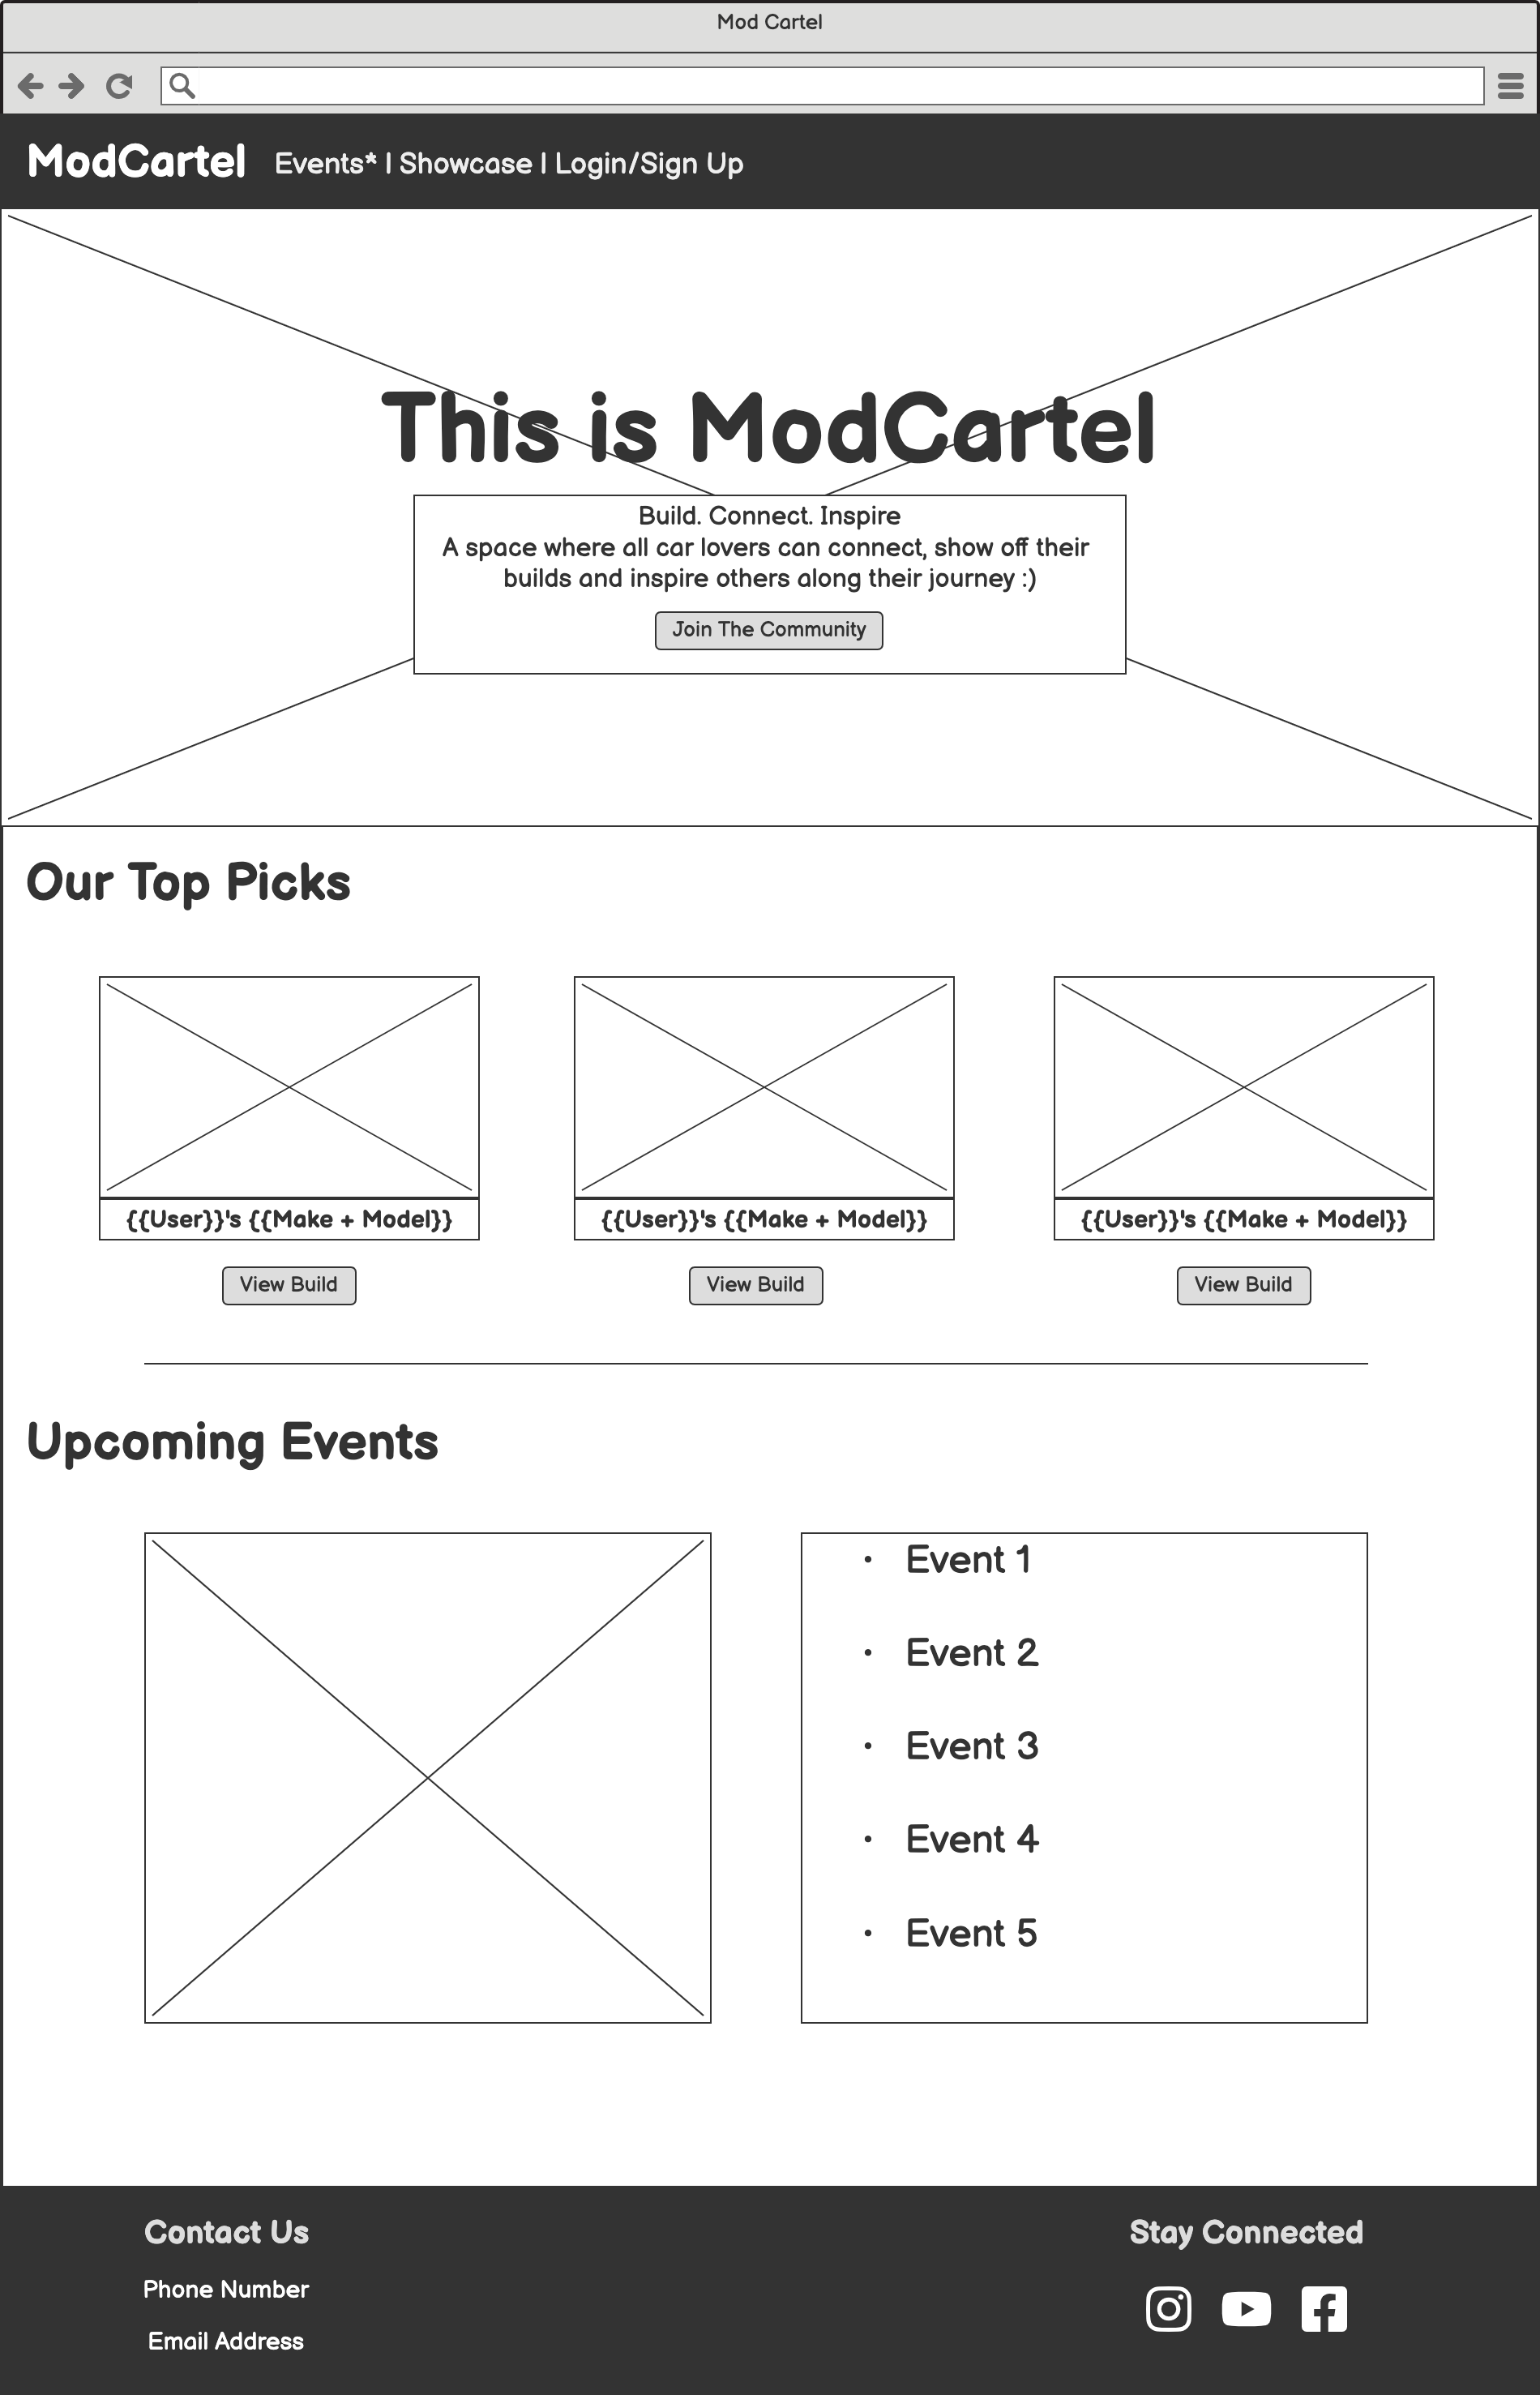 Mod Cartel
ModCartel
Events* | Showcase | Login/Sign Up
This is ModCartel
Build. Connect. Inspire
A space where all car lovers can connect, show off their
builds and inspire others along their journey :)
Join The Community
Our Top Picks
{{User}}'s {{Make + Model}}
{{User}}'s {{Make + Model}}
{{User}}'s {{Make + Model}}
View Build
View Build
View Build
Upcoming Events
• Event 1
• Event 2
• Event 3
• Event 4
• Event 5
Contact Us
Phone Number
Email Address
Stay Connected